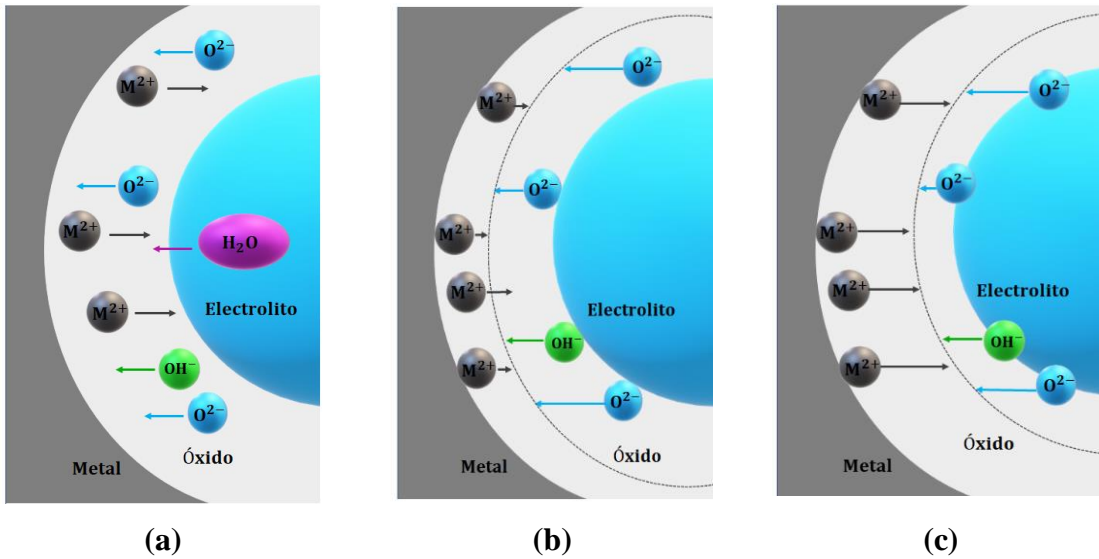 O²⁻
M²⁺
O²⁻
M²⁺
H₂O
M²⁺
Electrolito
OH⁻
O²⁻
Óxido
Metal
(a)
O²⁻
M²⁺
O²⁻
M²⁺
M²⁺
Electrolito
OH⁻
M²⁺
O²⁻
Óxido
Metal
(b)
O²⁻
M²⁺
O²⁻
M²⁺
M²⁺
Electrolito
OH⁻
M²⁺
O²⁻
Óxido
Metal
(c)